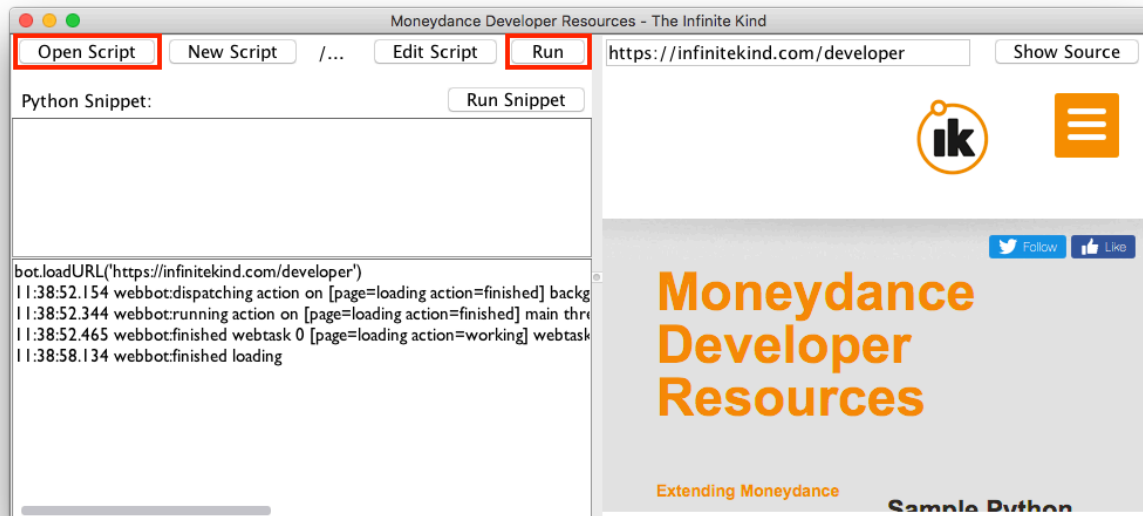 Moneydance Developer Resources - The Infinite Kind
Open Script New Script /... Edit Script Run https://infinitekind.com/developer Show Source
Python Snippet: Run Snippet
ik
Follow Like
bot.loadURL('https://infinitekind.com/developer')
11:38:52.154 webbot:dispatching action on [page=loading action=finished] backg
11:38:52.344 webbot:running action on [page=loading action=finished] main thre
11:38:52.465 webbot:finished webtask 0 [page=loading action=working] webtask
11:38:58.134 webbot:finished loading
Moneydance
Developer
Resources
Extending Moneydance
Sample Python